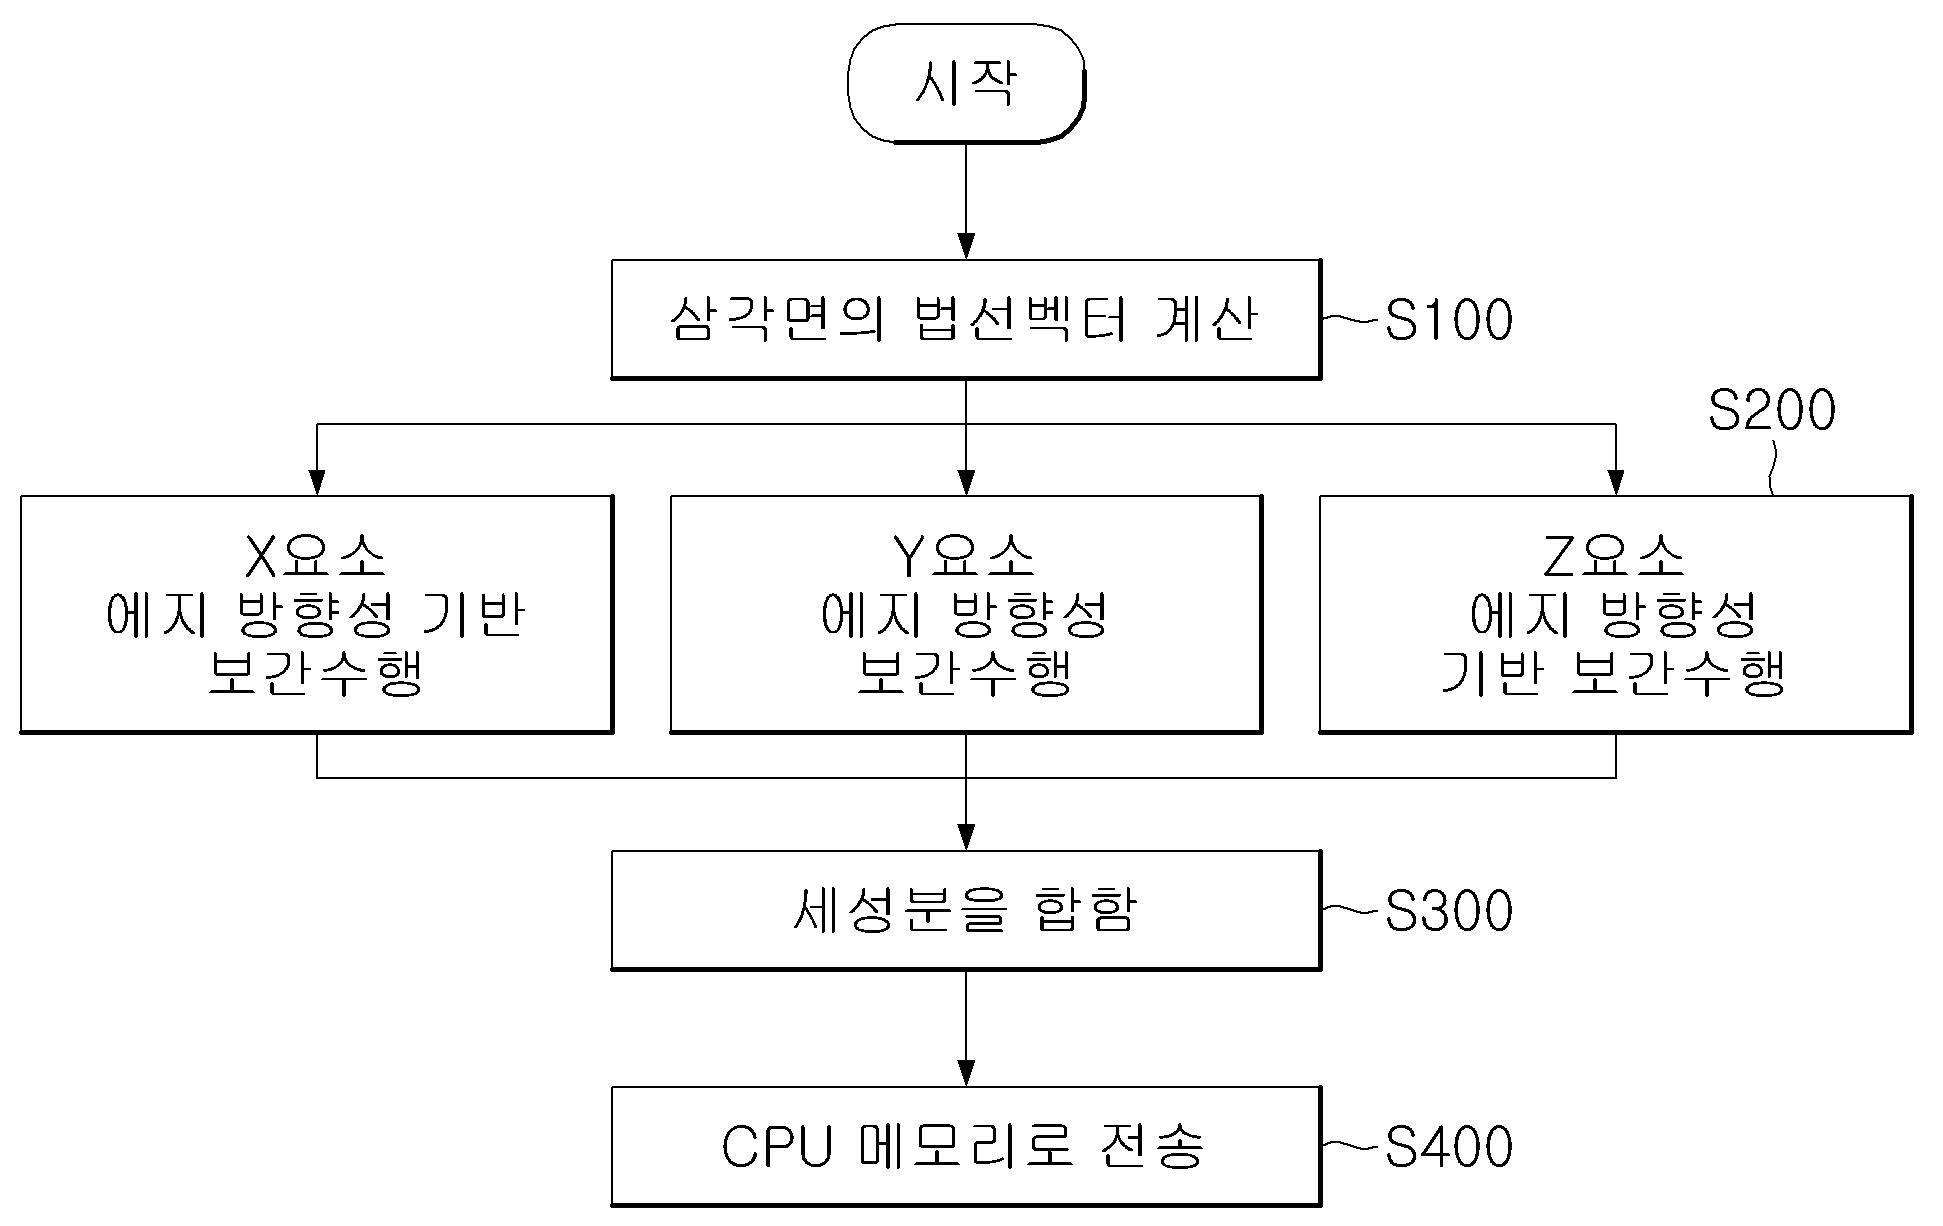 시작
삼각면의 법선벡터 계산
S100
S200
X요소
에지 방향성 기반
보간수행
Y요소
에지 방향성
보간수행
Z요소
에지 방향성
기반 보간수행
세성분을 합함
S300
CPU 메모리로 전송
S400